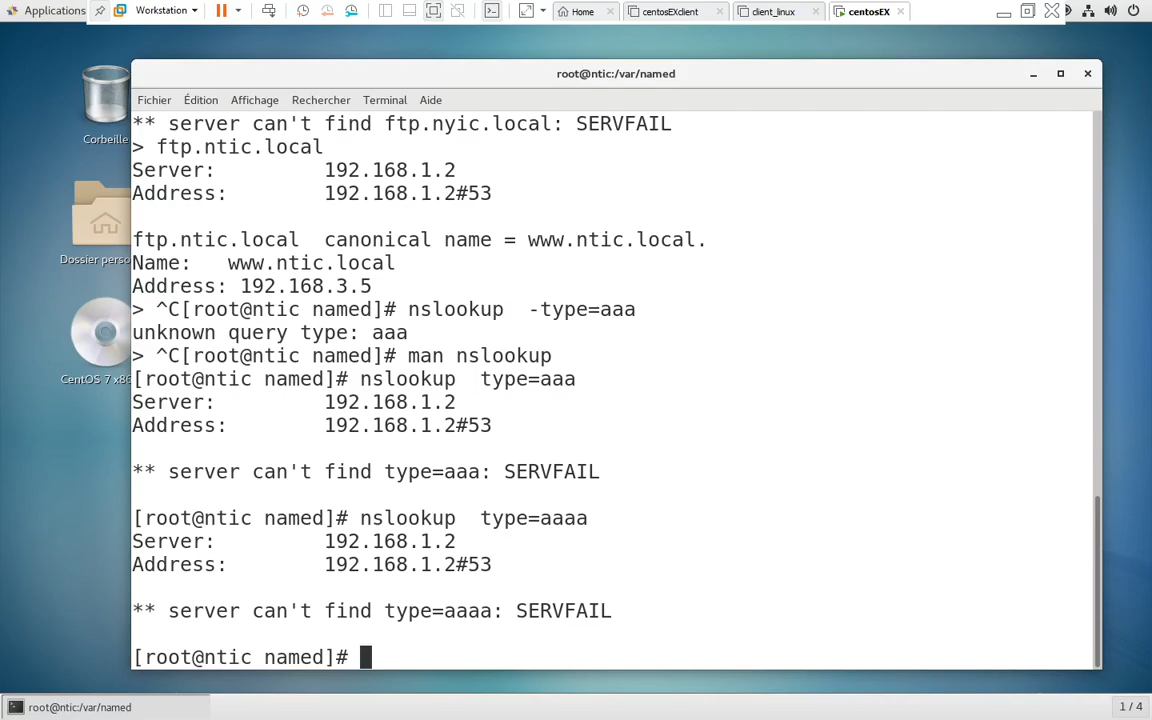 Applications
Workstation
Home
centosEXclient
client_linux
centosEX
Corbeille
Dossier perso
CentOS 7 x86
root@ntic:/var/named
Fichier Édition Affichage Rechercher Terminal Aide
** server can't find ftp.nyic.local: SERVFAIL
> ftp.ntic.local
Server: 192.168.1.2
Address: 192.168.1.2#53
ftp.ntic.local canonical name = www.ntic.local.
Name: www.ntic.local
Address: 192.168.3.5
> ^C[root@ntic named]# nslookup -type=aaa
unknown query type: aaa
> ^C[root@ntic named]# man nslookup
[root@ntic named]# nslookup type=aaa
Server: 192.168.1.2
Address: 192.168.1.2#53
** server can't find type=aaa: SERVFAIL
[root@ntic named]# nslookup type=aaaa
Server: 192.168.1.2
Address: 192.168.1.2#53
** server can't find type=aaaa: SERVFAIL
[root@ntic named]#
root@ntic:/var/named
1 / 4